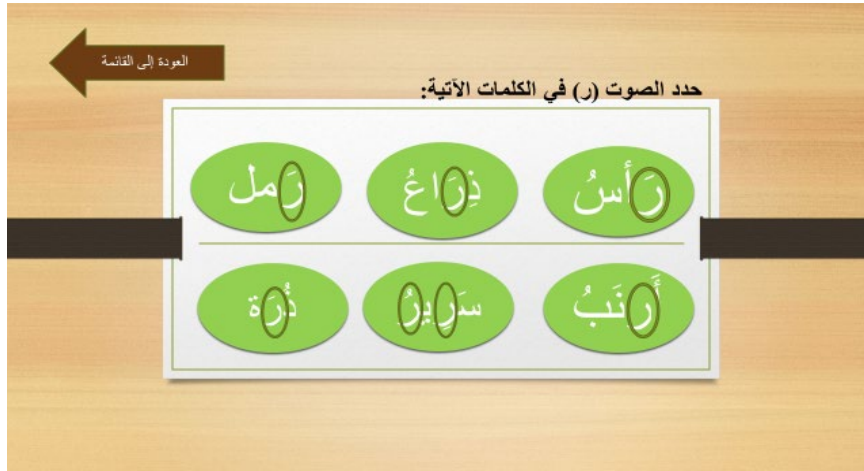 العودة إلى القائمة
حدد الصوت (ر) في الكلمات الآتية:
رَأسُ ذِرَاعُ رَمل
أَرنَبُ سَرِيرُ ذُرَة